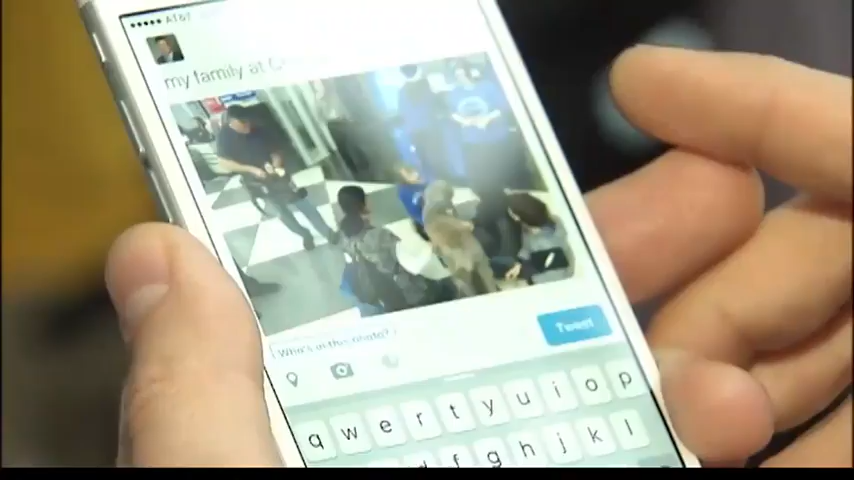 AT&T
my family at
Who's in this photo?
Tweet
q w e r t y u i o p
d f g h j k l